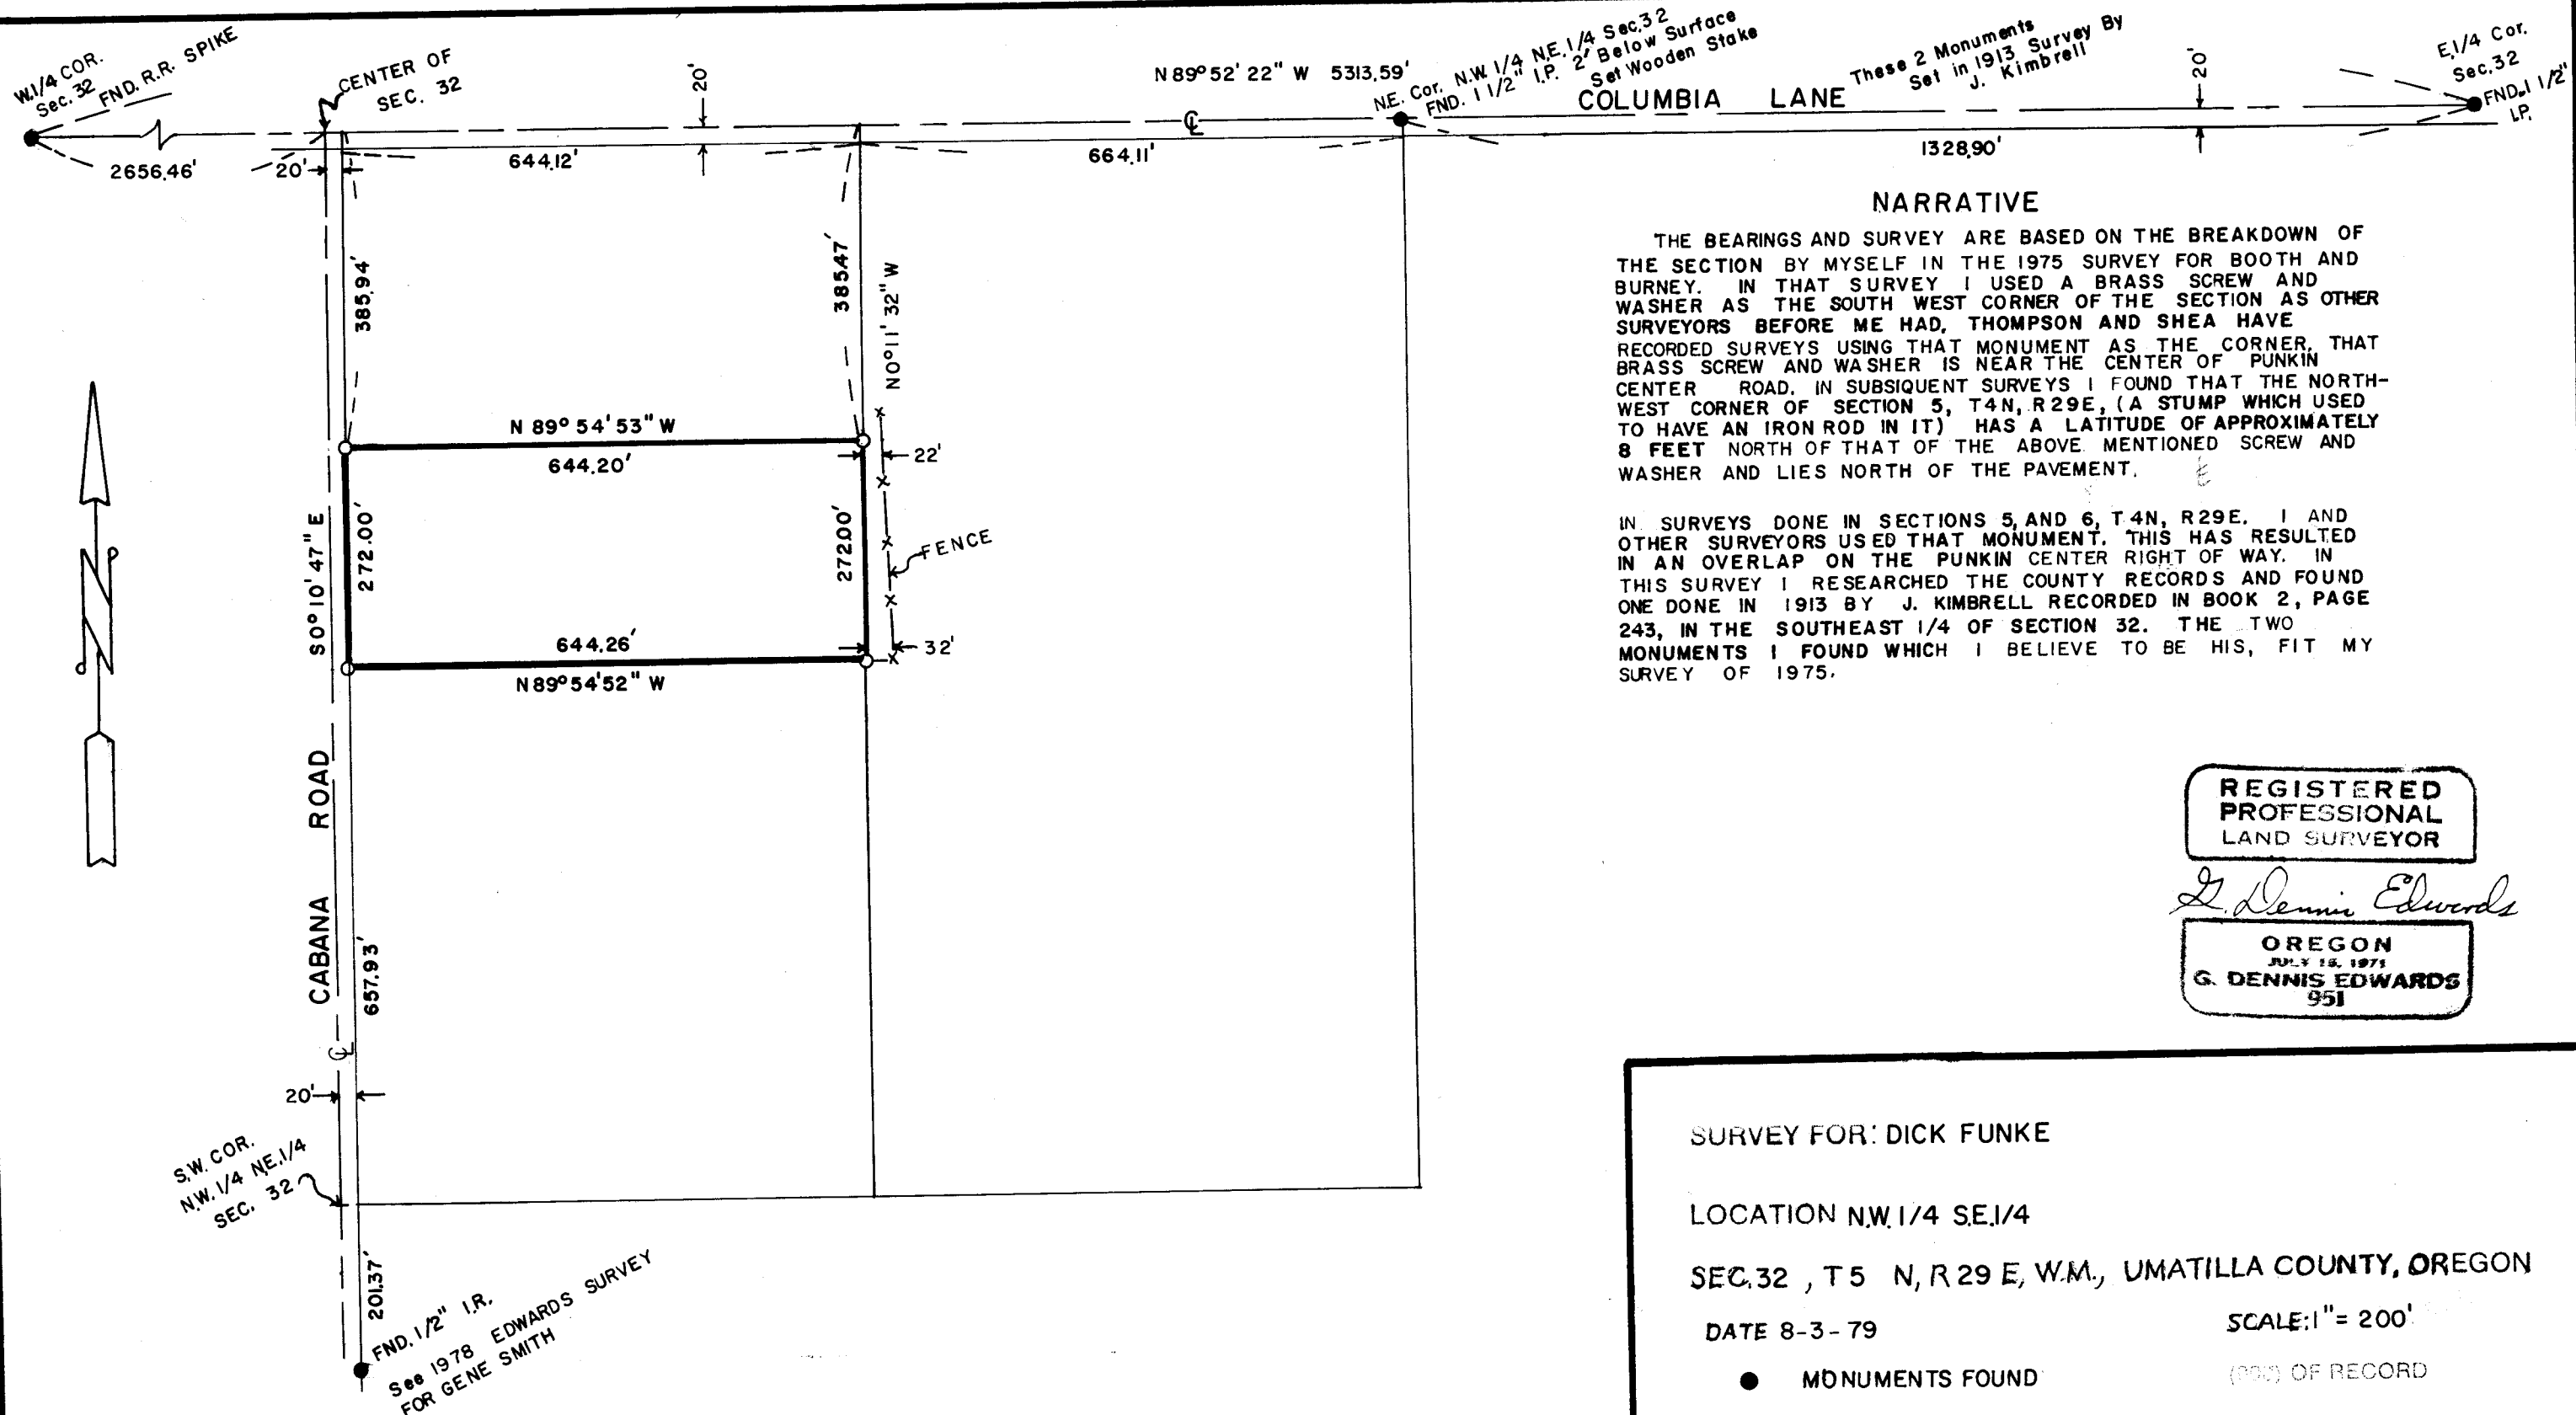 W.1/4 COR.
Sec. 32
FND. R.R. SPIKE
CENTER OF
SEC. 32
20'
N 89° 52' 22" W 5313.59'
N.E. Cor. N.W. 1/4 N.E. 1/4 Sec. 32
FND. 1 1/2" I.P. 2' Below Surface
Set Wooden Stake
COLUMBIA LANE
These 2 Monuments
Set in 1913 Survey By
J. Kimbrell
20'
E.1/4 Cor.
Sec. 32
FND. 1 1/2"
I.P.
2656.46'
20'
644.12'
℄
664.11'
1328.90'
385.94'
385.47'
N0° 11' 32" W
N 89° 54' 53" W
644.20'
22'
S0° 10' 47" E
272.00'
272.00'
FENCE
644.26'
32'
N 89° 54' 52" W
N
CABANA ROAD
657.93'
℄
20'
S.W. COR.
N.W. 1/4 N.E. 1/4
SEC. 32
201.37'
FND. 1/2" I.R.
See 1978 EDWARDS SURVEY
FOR GENE SMITH
NARRATIVE
THE BEARINGS AND SURVEY ARE BASED ON THE BREAKDOWN OF
THE SECTION BY MYSELF IN THE 1975 SURVEY FOR BOOTH AND
BURNEY. IN THAT SURVEY I USED A BRASS SCREW AND
WASHER AS THE SOUTH WEST CORNER OF THE SECTION AS OTHER
SURVEYORS BEFORE ME HAD. THOMPSON AND SHEA HAVE
RECORDED SURVEYS USING THAT MONUMENT AS THE CORNER. THAT
BRASS SCREW AND WASHER IS NEAR THE CENTER OF PUNKIN
CENTER ROAD. IN SUBSIQUENT SURVEYS I FOUND THAT THE NORTH-
WEST CORNER OF SECTION 5, T4N, R29E, (A STUMP WHICH USED
TO HAVE AN IRON ROD IN IT) HAS A LATITUDE OF APPROXIMATELY
8 FEET NORTH OF THAT OF THE ABOVE MENTIONED SCREW AND
WASHER AND LIES NORTH OF THE PAVEMENT.
IN SURVEYS DONE IN SECTIONS 5, AND 6, T.4N, R29E. I AND
OTHER SURVEYORS USED THAT MONUMENT. THIS HAS RESULTED
IN AN OVERLAP ON THE PUNKIN CENTER RIGHT OF WAY. IN
THIS SURVEY I RESEARCHED THE COUNTY RECORDS AND FOUND
ONE DONE IN 1913 BY J. KIMBRELL RECORDED IN BOOK 2, PAGE
243, IN THE SOUTHEAST 1/4 OF SECTION 32. THE TWO
MONUMENTS I FOUND WHICH I BELIEVE TO BE HIS, FIT MY
SURVEY OF 1975.
REGISTERED
PROFESSIONAL
LAND SURVEYOR
G. Dennis Edwards
OREGON
JULY 16, 1971
G. DENNIS EDWARDS
951
SURVEY FOR: DICK FUNKE
LOCATION N.W. 1/4 S.E. 1/4
SEC. 32 , T 5 N, R 29 E, W.M., UMATILLA COUNTY, OREGON
DATE 8-3-79
SCALE: 1" = 200'
● MONUMENTS FOUND
OF RECORD